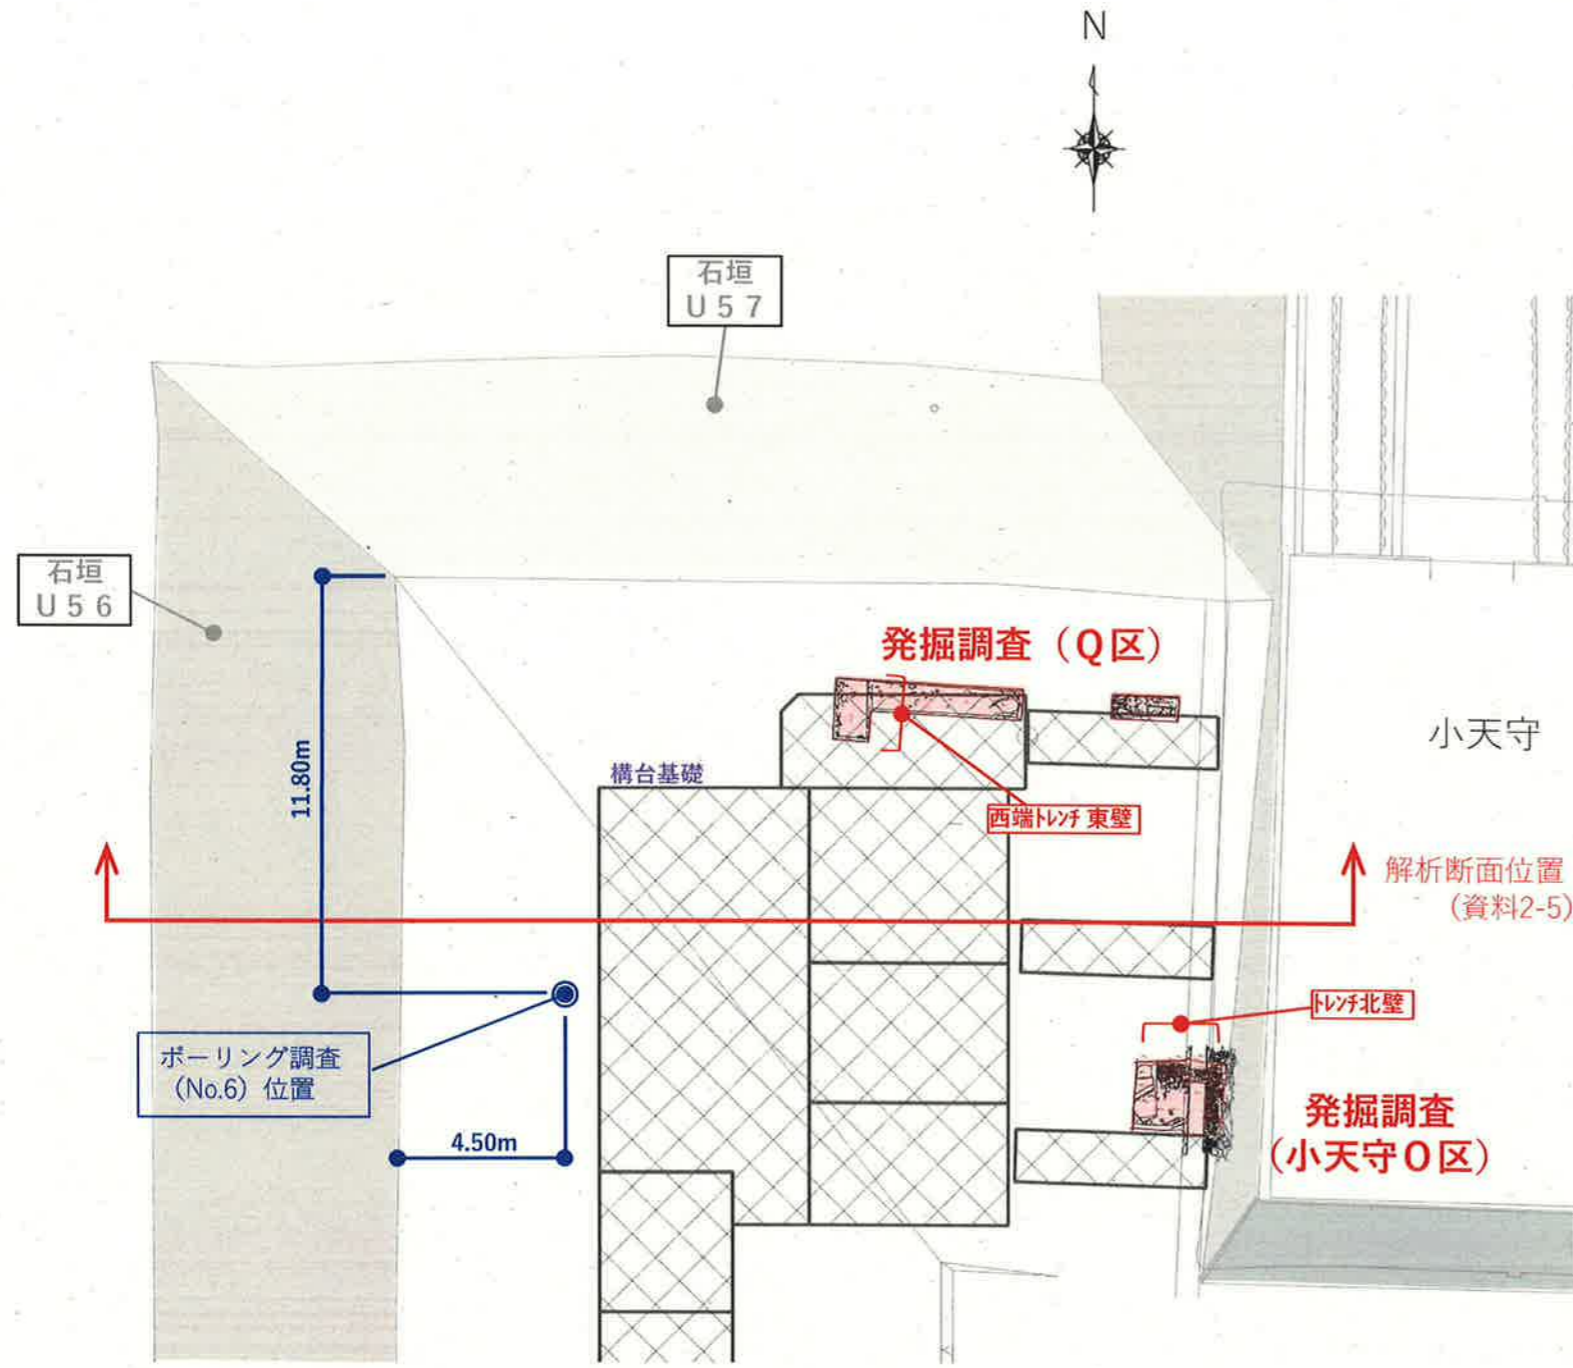 N
石垣
U57
石垣
U56
発掘調査（Q区）
小天守
構台基礎
11.80m
西端トレンチ 東壁
解析断面位置
(資料2-5)
トレンチ北壁
ボーリング調査
（No.6）位置
4.50m
発掘調査
(小天守O区)